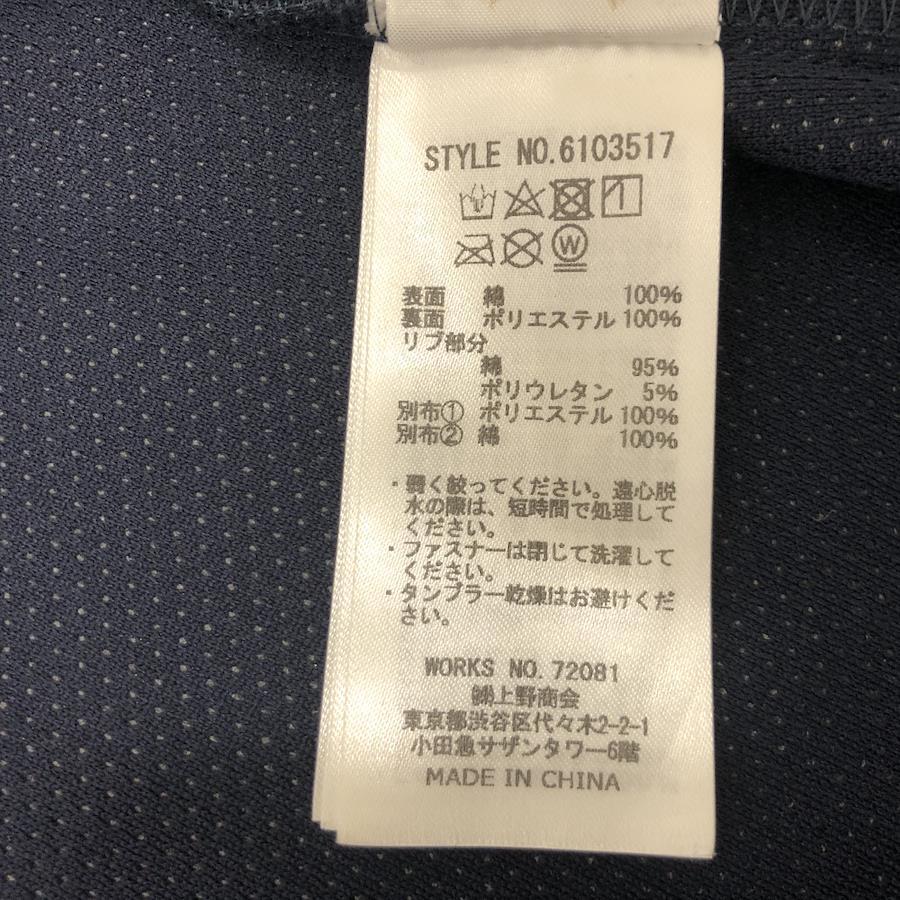 STYLE NO.6103517
W
表面 綿 100%
裏面 ポリエステル 100%
リブ部分
綿 95%
ポリウレタン 5%
別布① ポリエステル 100%
別布② 綿 100%
・弱く絞ってください。遠心脱
水の際は、短時間で処理して
ください。
・ファスナーは閉じて洗濯して
ください。
・タンブラー乾燥はお避けくだ
さい。
WORKS NO. 72081
㈱上野商会
東京都渋谷区代々木2-2-1
小田急サザンタワー6階
MADE IN CHINA